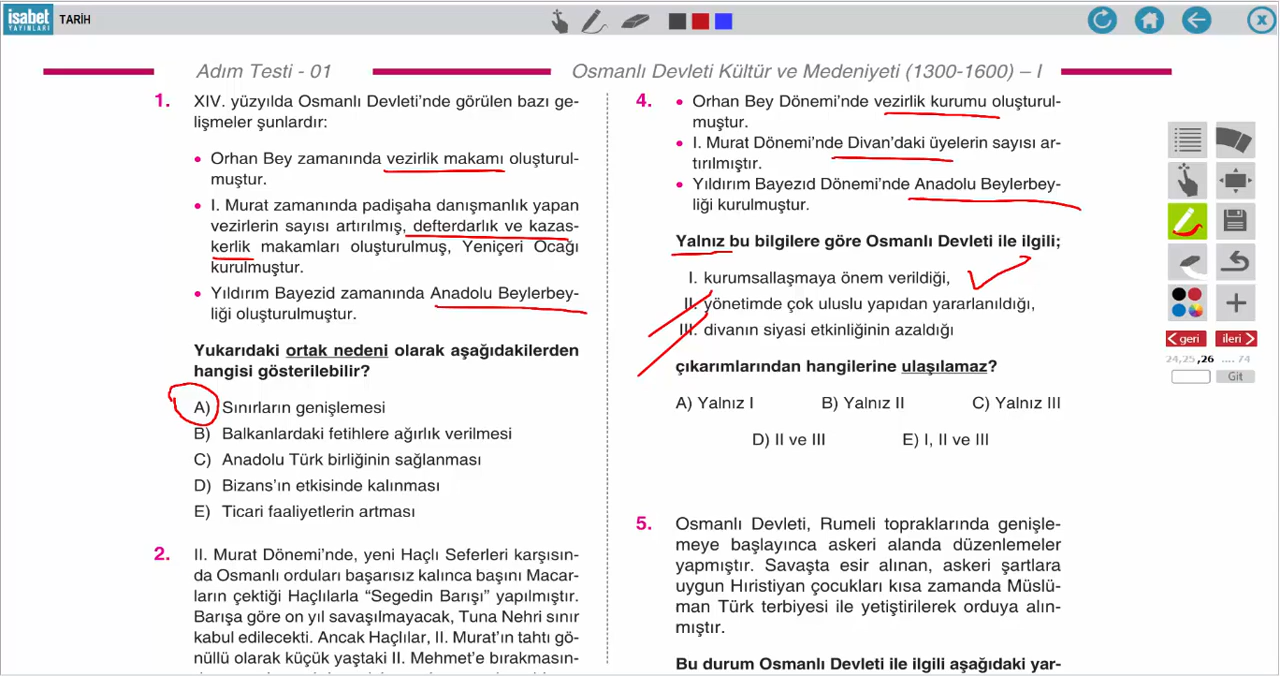 isabet
YAYINLARI
TARİH
X
Adım Testi - 01
Osmanlı Devleti Kültür ve Medeniyeti (1300-1600) – I
1. XIV. yüzyılda Osmanlı Devleti'nde görülen bazı ge-
lişmeler şunlardır:
• Orhan Bey zamanında vezirlik makamı oluşturul-
muştur.
• I. Murat zamanında padişaha danışmanlık yapan
vezirlerin sayısı artırılmış, defterdarlık ve kazas-
kerlik makamları oluşturulmuş, Yeniçeri Ocağı
kurulmuştur.
• Yıldırım Bayezid zamanında Anadolu Beylerbey-
liği oluşturulmuştur.
Yukarıdaki ortak nedeni olarak aşağıdakilerden
hangisi gösterilebilir?
A) Sınırların genişlemesi
B) Balkanlardaki fetihlere ağırlık verilmesi
C) Anadolu Türk birliğinin sağlanması
D) Bizans'ın etkisinde kalınması
E) Ticari faaliyetlerin artması
2. II. Murat Dönemi'nde, yeni Haçlı Seferleri karşısın-
da Osmanlı orduları başarısız kalınca başını Macar-
ların çektiği Haçlılarla “Segedin Barışı” yapılmıştır.
Barışa göre on yıl savaşılmayacak, Tuna Nehri sınır
kabul edilecekti. Ancak Haçlılar, II. Murat'ın tahtı gö-
nüllü olarak küçük yaştaki II. Mehmet'e bırakmasın-
4. • Orhan Bey Dönemi'nde vezirlik kurumu oluşturul-
muştur.
• I. Murat Dönemi'nde Divan'daki üyelerin sayısı ar-
tırılmıştır.
• Yıldırım Bayezıd Dönemi'nde Anadolu Beylerbey-
liği kurulmuştur.
Yalnız bu bilgilere göre Osmanlı Devleti ile ilgili;
I. kurumsallaşmaya önem verildiği,
II. yönetimde çok uluslu yapıdan yararlanıldığı,
III. divanın siyasi etkinliğinin azaldığı
çıkarımlarından hangilerine ulaşılamaz?
A) Yalnız I B) Yalnız II C) Yalnız III
D) II ve III E) I, II ve III
5. Osmanlı Devleti, Rumeli topraklarında genişle-
meye başlayınca askeri alanda düzenlemeler
yapmıştır. Savaşta esir alınan, askeri şartlara
uygun Hıristiyan çocukları kısa zamanda Müslü-
man Türk terbiyesi ile yetiştirilerek orduya alın-
mıştır.
Bu durum Osmanlı Devleti ile ilgili aşağıdaki yar-
geri ileri
24,25,26 .... 74
Git